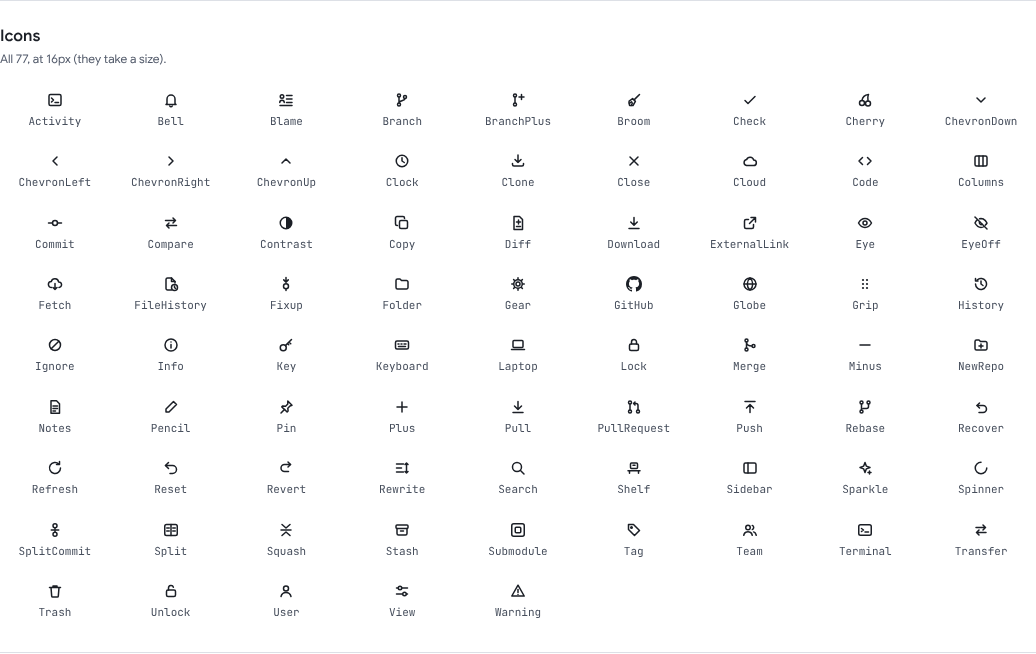 Icons
All 77, at 16px (they take a size).
Activity Bell Blame Branch BranchPlus Broom Check Cherry ChevronDown
ChevronLeft ChevronRight ChevronUp Clock Clone Close Cloud Code Columns
Commit Compare Contrast Copy Diff Download ExternalLink Eye EyeOff
Fetch FileHistory Fixup Folder Gear GitHub Globe Grip History
Ignore Info Key Keyboard Laptop Lock Merge Minus NewRepo
Notes Pencil Pin Plus Pull PullRequest Push Rebase Recover
Refresh Reset Revert Rewrite Search Shelf Sidebar Sparkle Spinner
SplitCommit Split Squash Stash Submodule Tag Team Terminal Transfer
Trash Unlock User View Warning